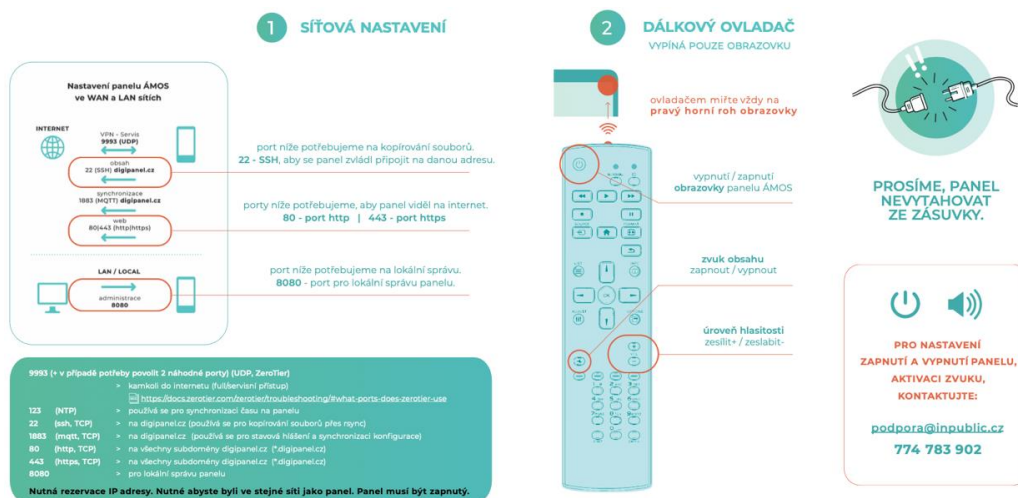 1 SÍŤOVÁ NASTAVENÍ
Nastavení panelu ÁMOS
ve WAN a LAN sítích
INTERNET
VPN - Servis
9993 (UDP)
obsah
22 (SSH) digipanel.cz
synchronizace
1883 (MQTT) digipanel.cz
web
80|443 (http|https)
LAN / LOCAL
administrace
8080
port níže potřebujeme na kopírování souborů.
22 - SSH, aby se panel zvládl připojit na danou adresu.
porty níže potřebujeme, aby panel viděl na internet.
80 - port http | 443 - port https
port níže potřebujeme na lokální správu.
8080 - port pro lokální správu panelu.
9993 (+ v případě potřeby povolit 2 náhodné porty) (UDP, ZeroTier)
> kamkoli do internetu (full/servisní přístup)
https://docs.zerotier.com/zerotier/troubleshooting/#what-ports-does-zerotier-use
123 (NTP) > používá se pro synchronizaci času na panelu
22 (ssh, TCP) > na digipanel.cz (používá se pro kopírování souborů přes rsync)
1883 (mqtt, TCP) > na digipanel.cz (používá se pro stavová hlášení a synchronizaci konfigurace)
80 (http, TCP) > na všechny subdomény digipanel.cz (*.digipanel.cz)
443 (https, TCP) > na všechny subdomény digipanel.cz (*.digipanel.cz)
8080 > pro lokální správu panelu
Nutná rezervace IP adresy. Nutné abyste byli ve stejné síti jako panel. Panel musí být zapnutý.
2 DÁLKOVÝ OVLADAČ
VYPÍNÁ POUZE OBRAZOVKU
ovladačem miřte vždy na
pravý horní roh obrazovky
vypnutí / zapnutí
obrazovky panelu ÁMOS
zvuk obsahu
zapnout / vypnout
úroveň hlasitosti
zesílit+ / zeslabit-
OK
!!
PROSÍME, PANEL
NEVYTAHOVAT
ZE ZÁSUVKY.
PRO NASTAVENÍ
ZAPNUTÍ A VYPNUTÍ PANELU,
AKTIVACI ZVUKU,
KONTAKTUJTE:
podpora@inpublic.cz
774 783 902